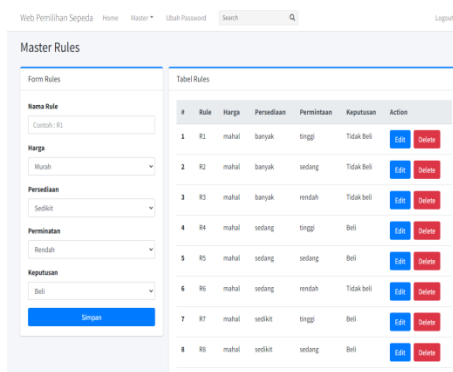 Web Pemilihan Sepeda Home Master Ubah Password Search Logout
Master Rules
Form Rules
Nama Rule
Contoh : R1
Harga
Murah
Persediaan
Sedikit
Perminatan
Rendah
Keputusan
Beli
Simpan
Tabel Rules
# Rule Harga Persediaan Permintaan Keputusan Action
1 R1 mahal banyak tinggi Tidak Beli Edit Delete
2 R2 mahal banyak sedang Tidak Beli Edit Delete
3 R3 mahal banyak rendah Tidak beli Edit Delete
4 R4 mahal sedang tinggi Beli Edit Delete
5 R5 mahal sedang sedang Beli Edit Delete
6 R6 mahal sedang rendah Tidak beli Edit Delete
7 R7 mahal sedikit tinggi Beli Edit Delete
8 R8 mahal sedikit sedang Beli Edit Delete